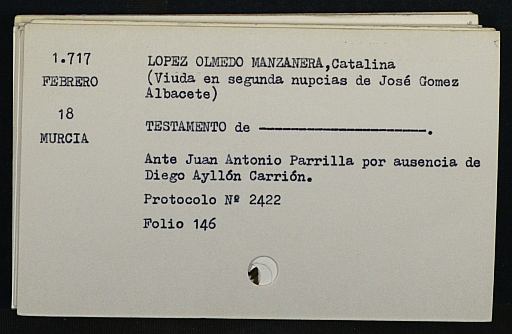 1.717
FEBRERO
18
MURCIA
LOPEZ OLMEDO MANZANERA,Catalina
(Viuda en segunda nupcias de José Gomez
Albacete)
TESTAMENTO de ----------------------.
Ante Juan Antonio Parrilla por ausencia de
Diego Ayllón Carrión.
Protocolo Nº 2422
Folio 146